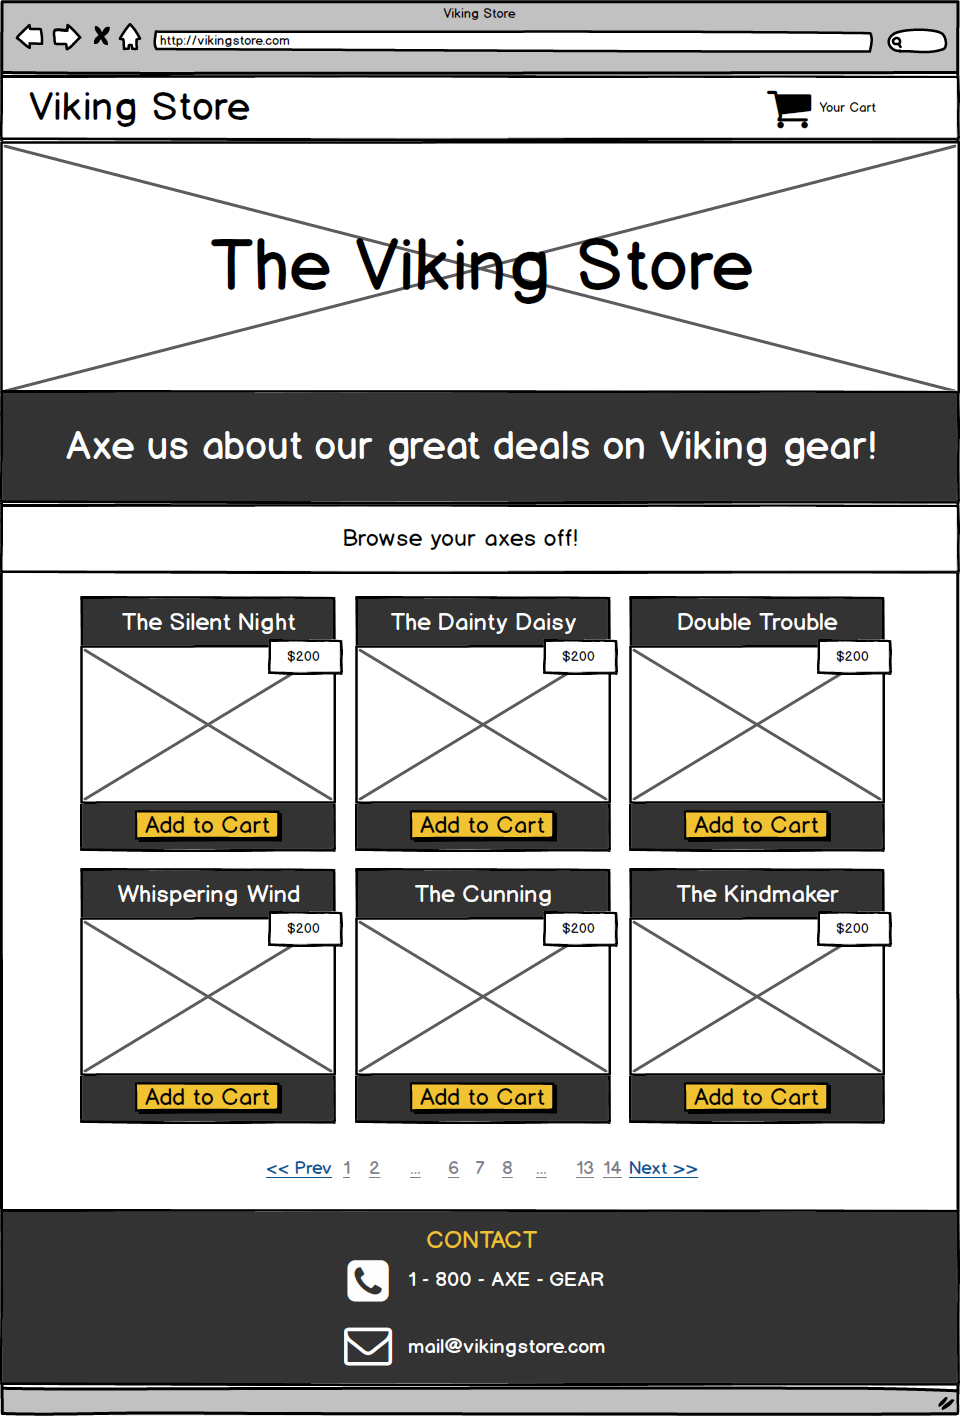 Viking Store
http://vikingstore.com
Viking Store
Your Cart
The Viking Store
Axe us about our great deals on Viking gear!
Browse your axes off!
The Silent Night
$200
Add to Cart
The Dainty Daisy
$200
Add to Cart
Double Trouble
$200
Add to Cart
Whispering Wind
$200
Add to Cart
The Cunning
$200
Add to Cart
The Kindmaker
$200
Add to Cart
<< Prev 1 2 ... 6 7 8 ... 13 14 Next >>
CONTACT
1 - 800 - AXE - GEAR
mail@vikingstore.com